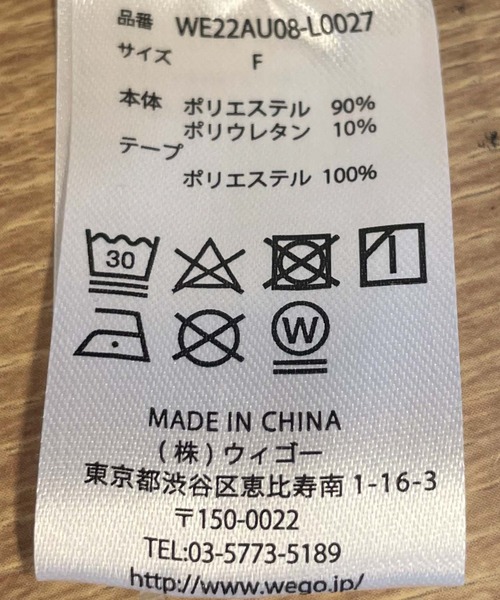 品番 WE22AU08-L0027
サイズ F
本体 ポリエステル 90%
ポリウレタン 10%
テープ
ポリエステル 100%
30
W
MADE IN CHINA
(株)ウィゴー
東京都渋谷区恵比寿南1-16-3
〒150-0022
TEL:03-5773-5189
http://www.wego.jp/